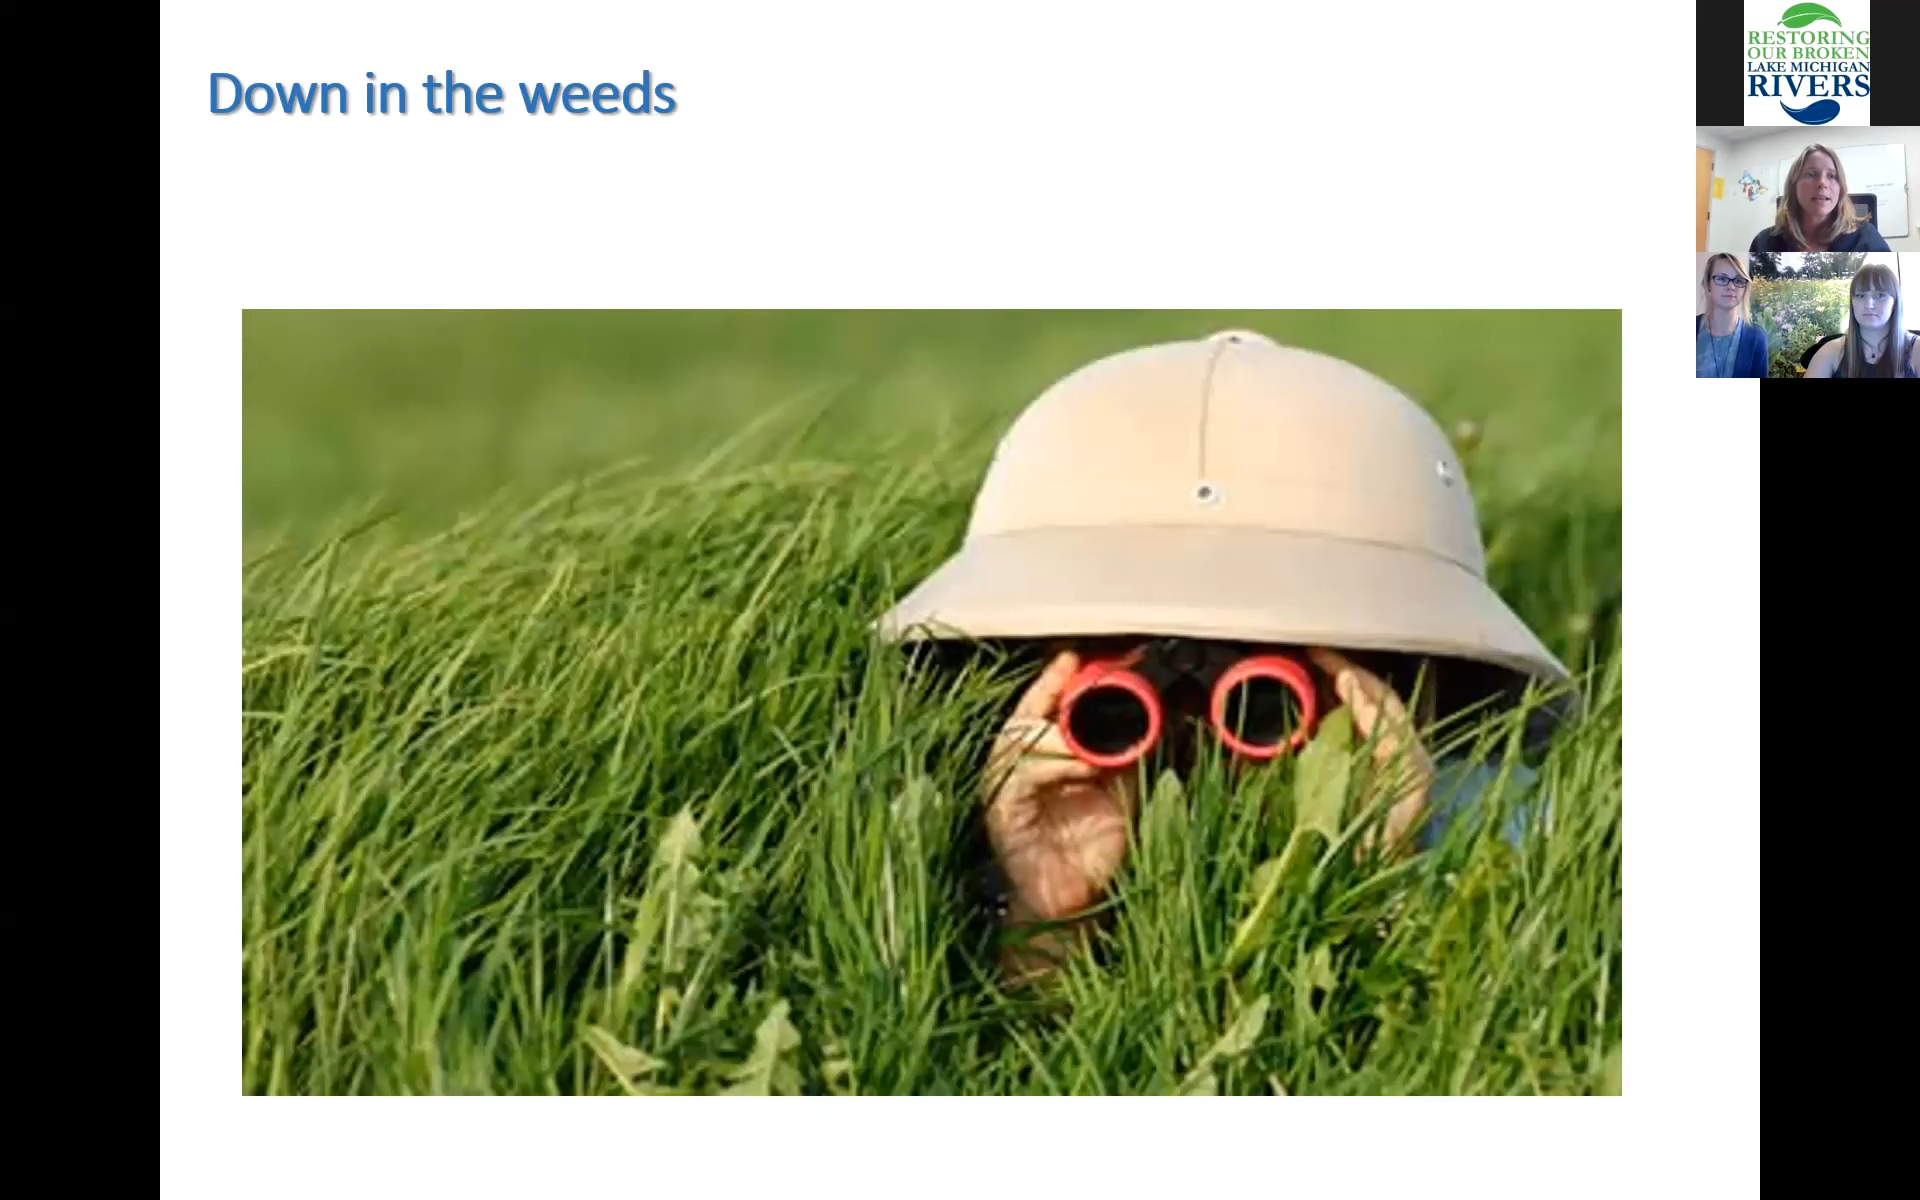 Down in the weeds
RESTORING
OUR BROKEN
LAKE MICHIGAN
RIVERS